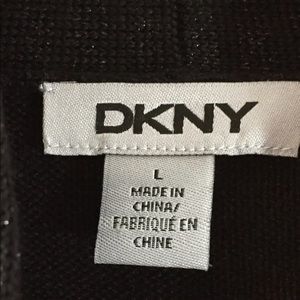 DKNY
L
MADE IN
CHINA/
FABRIQUÉ EN
CHINE